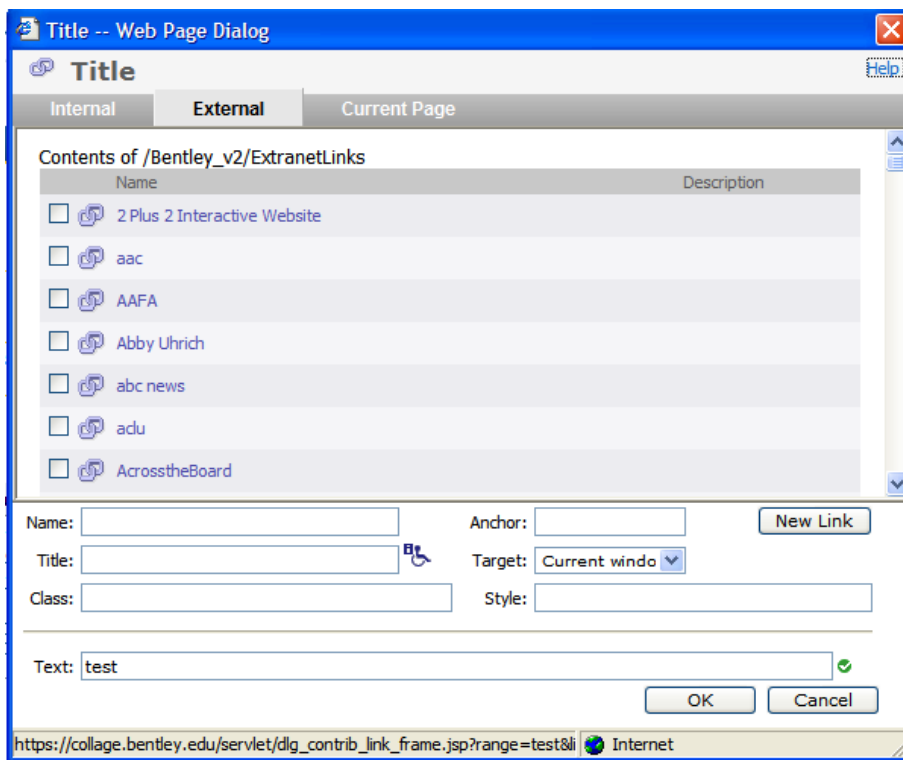 Title -- Web Page Dialog
Title
Help
Internal External Current Page
Contents of /Bentley_v2/ExtranetLinks
Name Description
2 Plus 2 Interactive Website
aac
AAFA
Abby Uhrich
abc news
aclu
AcrosstheBoard
Name: Anchor: New Link
Title: Target: Current windo
Class: Style:
Text: test
OK Cancel
https://collage.bentley.edu/servlet/dlg_contrib_link_frame.jsp?range=test&li Internet